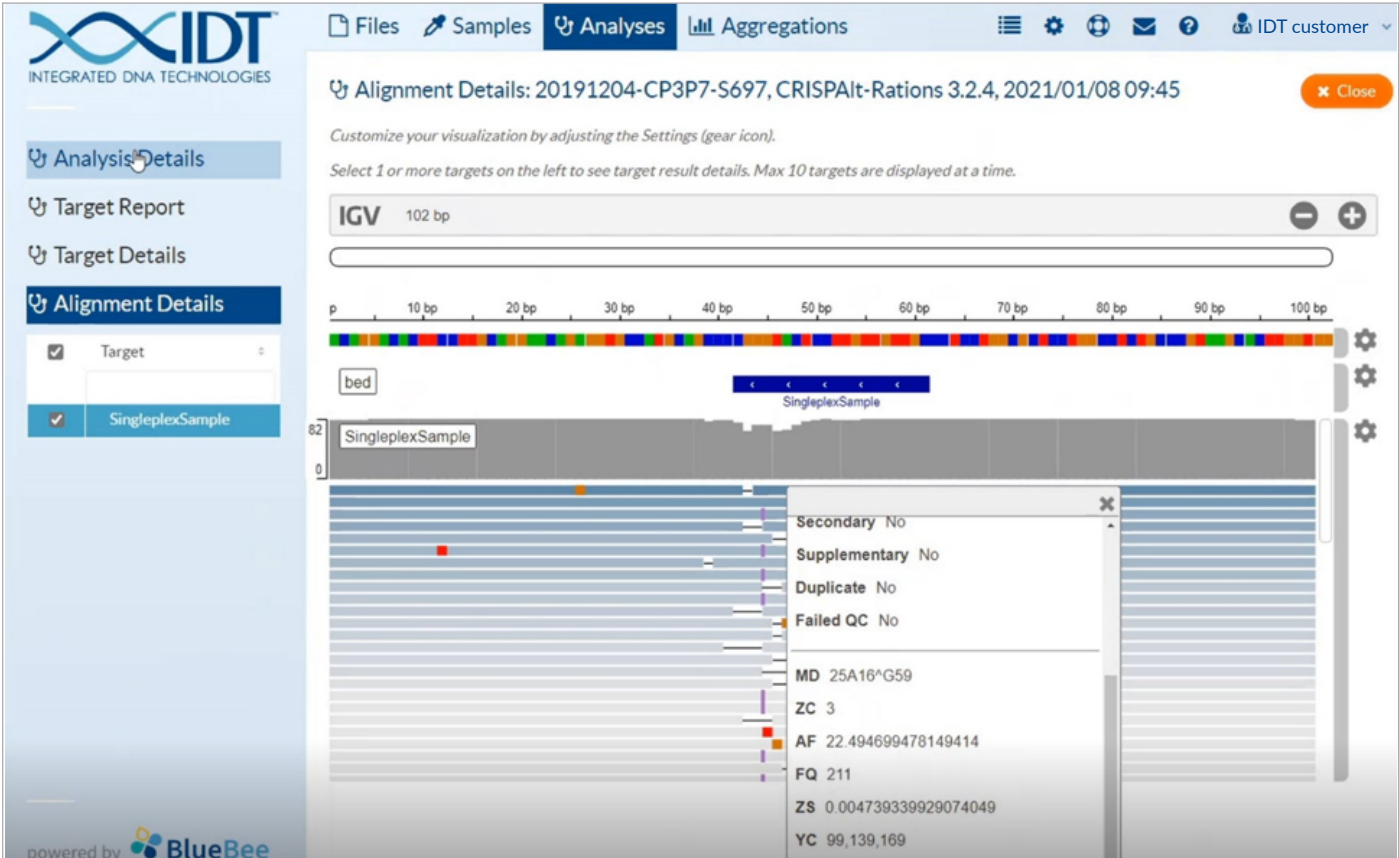 IDT
INTEGRATED DNA TECHNOLOGIES
Files Samples Analyses Aggregations IDT customer
Analysis Details
Target Report
Target Details
Alignment Details
Target
SingleplexSample
powered by BlueBee
Alignment Details: 20191204-CP3P7-S697, CRISPAlt-Rations 3.2.4, 2021/01/08 09:45
Close
Customize your visualization by adjusting the Settings (gear icon).
Select 1 or more targets on the left to see target result details. Max 10 targets are displayed at a time.
IGV 102 bp
p 10 bp 20 bp 30 bp 40 bp 50 bp 60 bp 70 bp 80 bp 90 bp 100 bp
bed
SingleplexSample
82
SingleplexSample
0
Secondary No
Supplementary No
Duplicate No
Failed QC No
MD 25A16^G59
ZC 3
AF 22.494699478149414
FQ 211
ZS 0.004739339929074049
YC 99,139,169